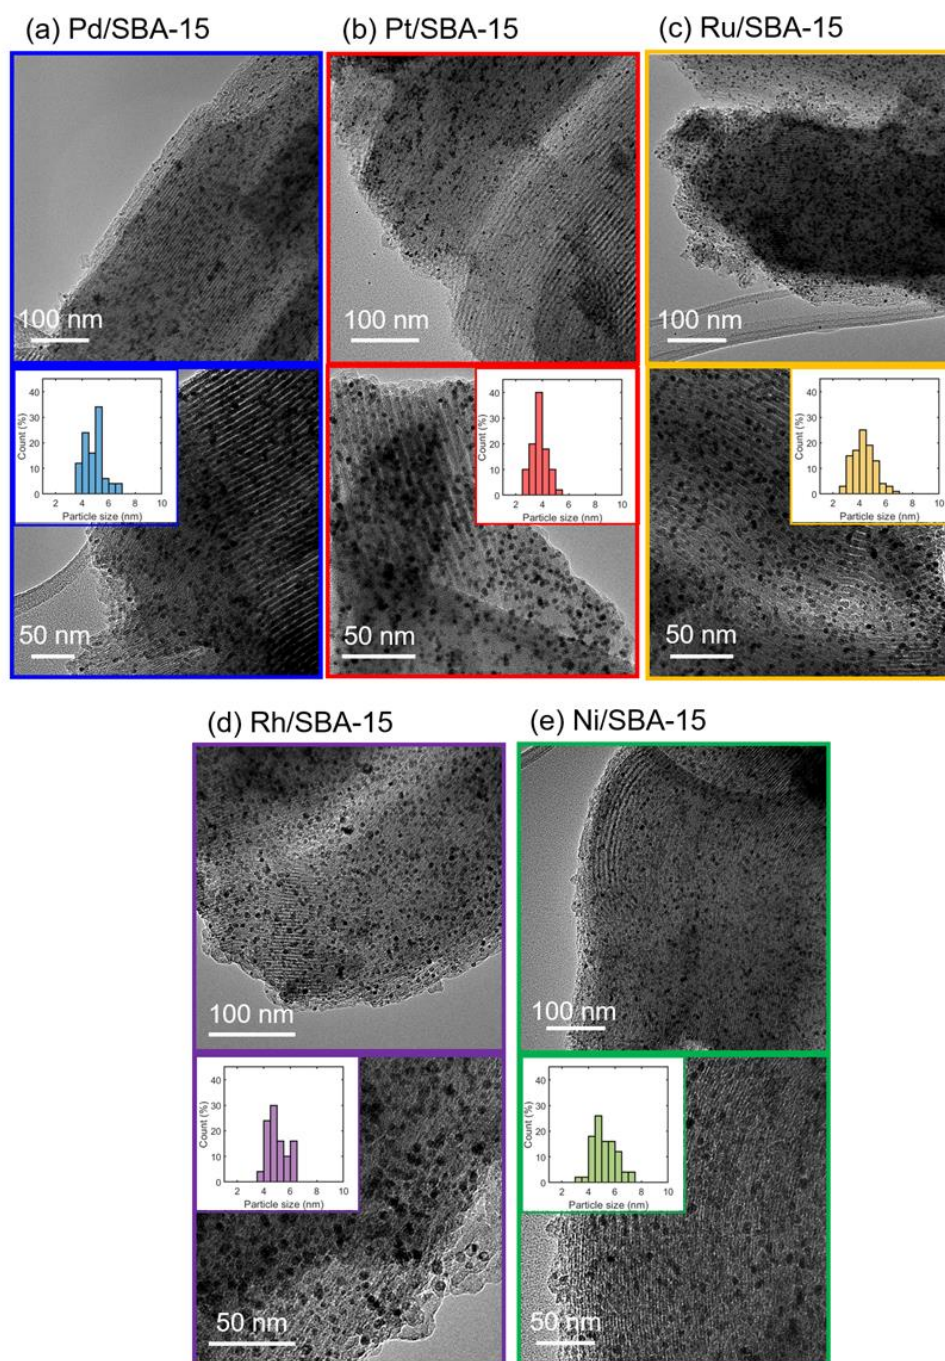 (a) Pd/SBA-15
(b) Pt/SBA-15
(c) Ru/SBA-15
100 nm
100 nm
100 nm
40
30
20
10
0
2 4 6 8 10
Count (%)
Particle size (nm)
50 nm
40
30
20
10
0
2 4 6 8 10
Count (%)
Particle size (nm)
50 nm
40
30
20
10
0
2 4 6 8 10
Count (%)
Particle size (nm)
50 nm
(d) Rh/SBA-15
(e) Ni/SBA-15
100 nm
100 nm
40
30
20
10
0
2 4 6 8 10
Count (%)
Particle size (nm)
50 nm
40
30
20
10
0
2 4 6 8 10
Count (%)
Particle size (nm)
50 nm